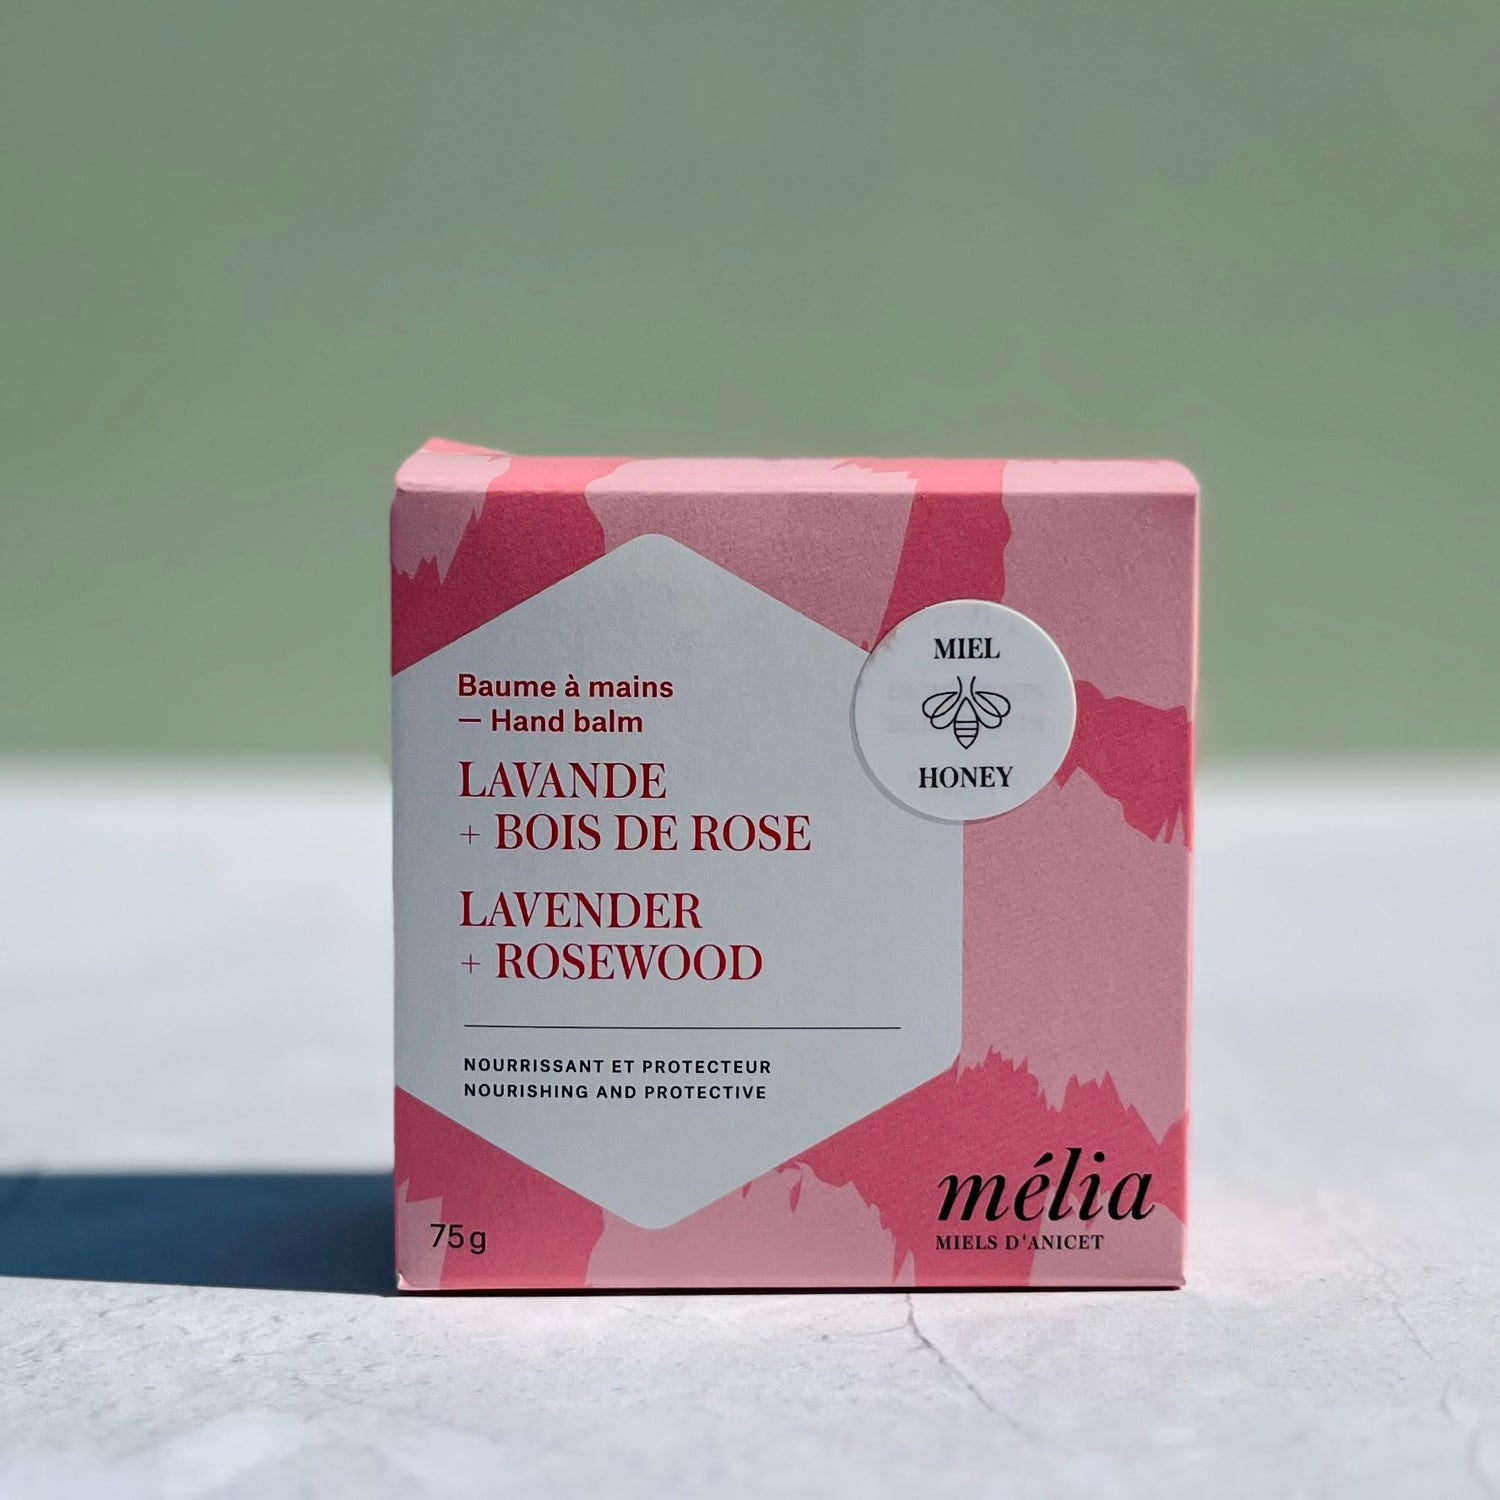 MIEL
HONEY
Baume à mains
— Hand balm
LAVANDE
+ BOIS DE ROSE
LAVENDER
+ ROSEWOOD
NOURRISSANT ET PROTECTEUR
NOURISHING AND PROTECTIVE
75g
mélia
MIELS D'ANICET